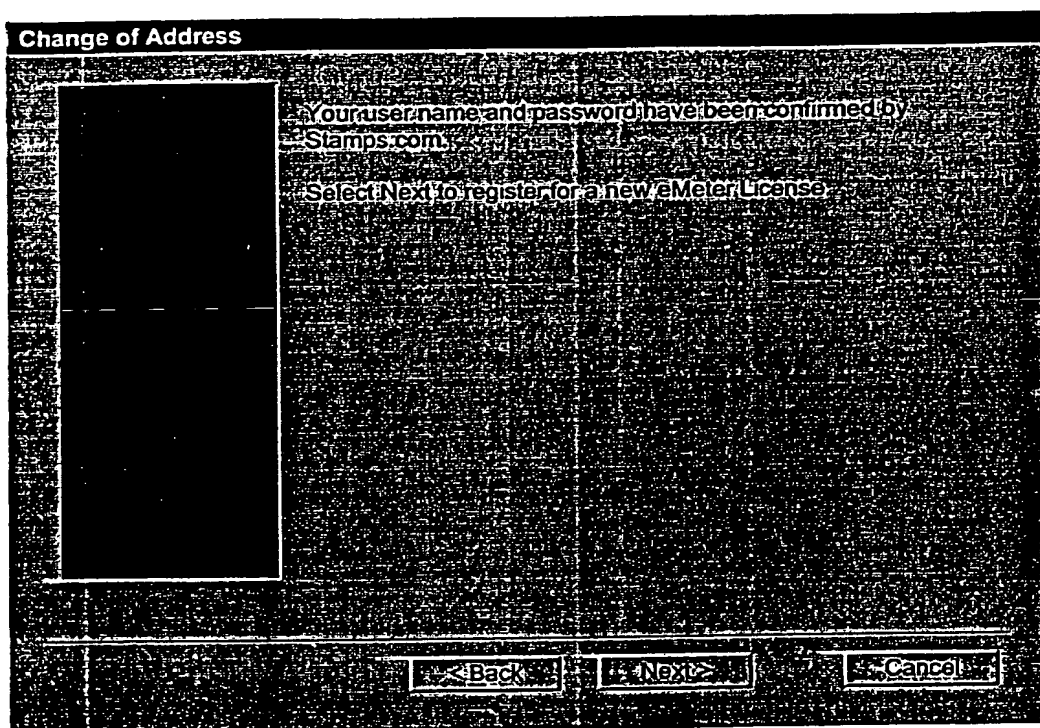 Change of Address
Your user name and password have been confirmed by
Stamps.com.
Select Next to register for a new eMeter License
< Back
Next >
Cancel